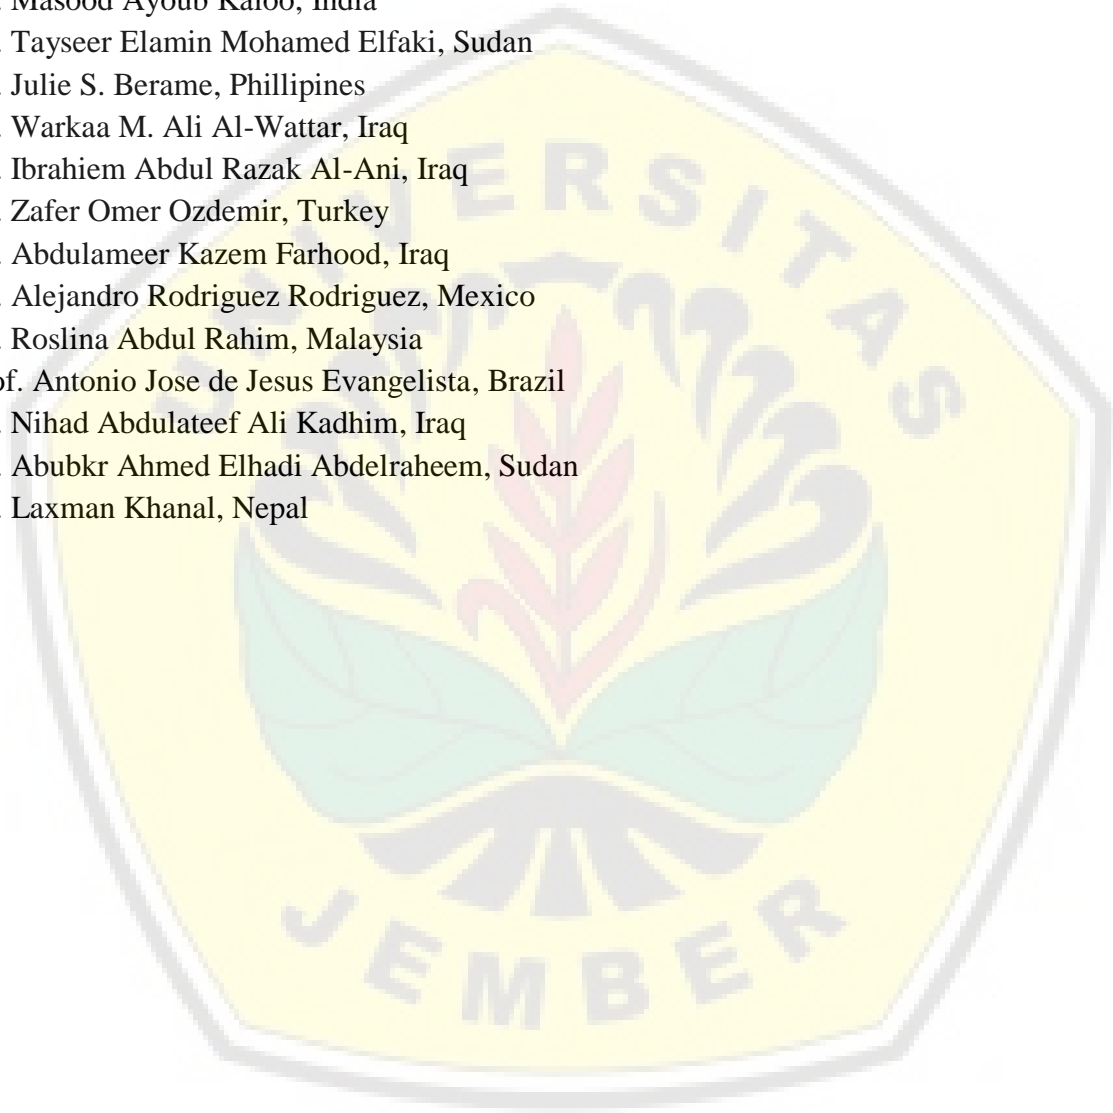 . Masood Ayoub Kaloo, India
. Tayseer Elamin Mohamed Elfaki, Sudan
. Julie S. Berame, Phillipines
. Warkaa M. Ali Al-Wattar, Iraq
. Ibrahiem Abdul Razak Al-Ani, Iraq
. Zafer Omer Ozdemir, Turkey
. Abdulameer Kazem Farhood, Iraq
. Alejandro Rodriguez Rodriguez, Mexico
. Roslina Abdul Rahim, Malaysia
of. Antonio Jose de Jesus Evangelista, Brazil
. Nihad Abdulateef Ali Kadhim, Iraq
. Abubkr Ahmed Elhadi Abdelraheem, Sudan
. Laxman Khanal, Nepal
UNIVERSITAS
JEMBER